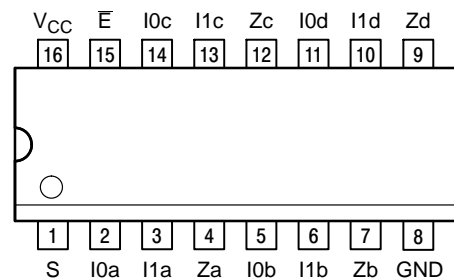 V_CC E̅ I0c I1c Zc I0d I1d Zd
16 15 14 13 12 11 10 9
1 2 3 4 5 6 7 8
S I0a I1a Za I0b I1b Zb GND